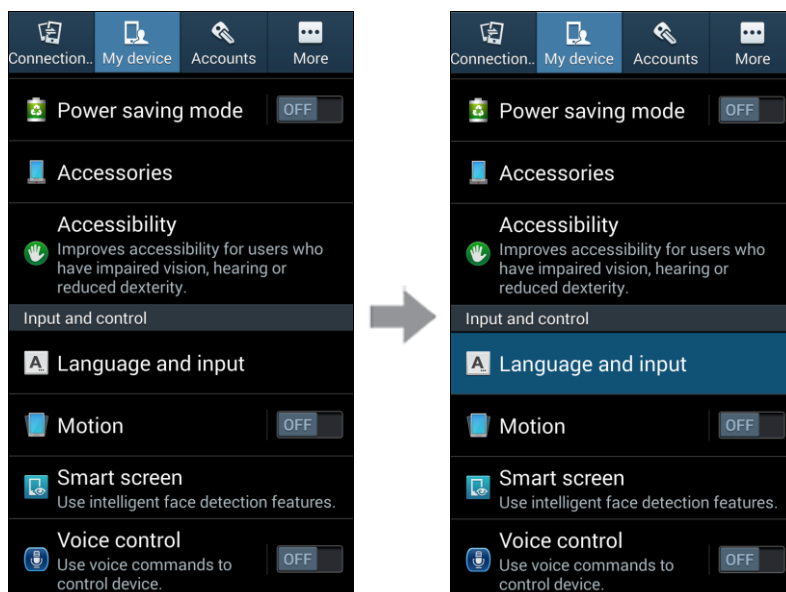 Connection.. My device Accounts More
Power saving mode OFF
Accessories
Accessibility
Improves accessibility for users who
have impaired vision, hearing or
reduced dexterity.
Input and control
A Language and input
Motion OFF
Smart screen
Use intelligent face detection features.
Voice control
Use voice commands to OFF
control device.
Connection.. My device Accounts More
Power saving mode OFF
Accessories
Accessibility
Improves accessibility for users who
have impaired vision, hearing or
reduced dexterity.
Input and control
A Language and input
Motion OFF
Smart screen
Use intelligent face detection features.
Voice control
Use voice commands to OFF
control device.